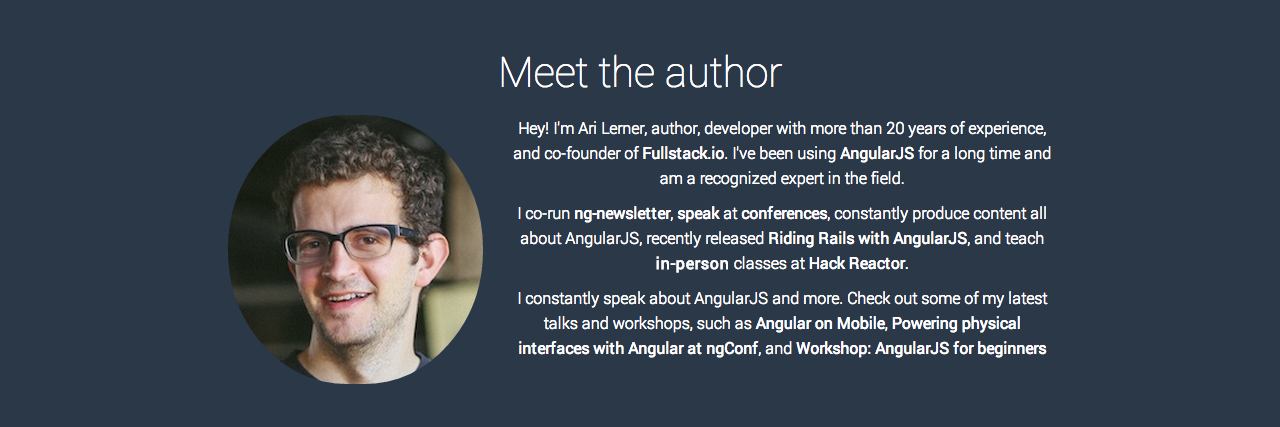 Meet the author
Hey! I'm Ari Lerner, author, developer with more than 20 years of experience,
and co-founder of Fullstack.io. I've been using AngularJS for a long time and
am a recognized expert in the field.
I co-run ng-newsletter, speak at conferences, constantly produce content all
about AngularJS, recently released Riding Rails with AngularJS, and teach
in-person classes at Hack Reactor.
I constantly speak about AngularJS and more. Check out some of my latest
talks and workshops, such as Angular on Mobile, Powering physical
interfaces with Angular at ngConf, and Workshop: AngularJS for beginners